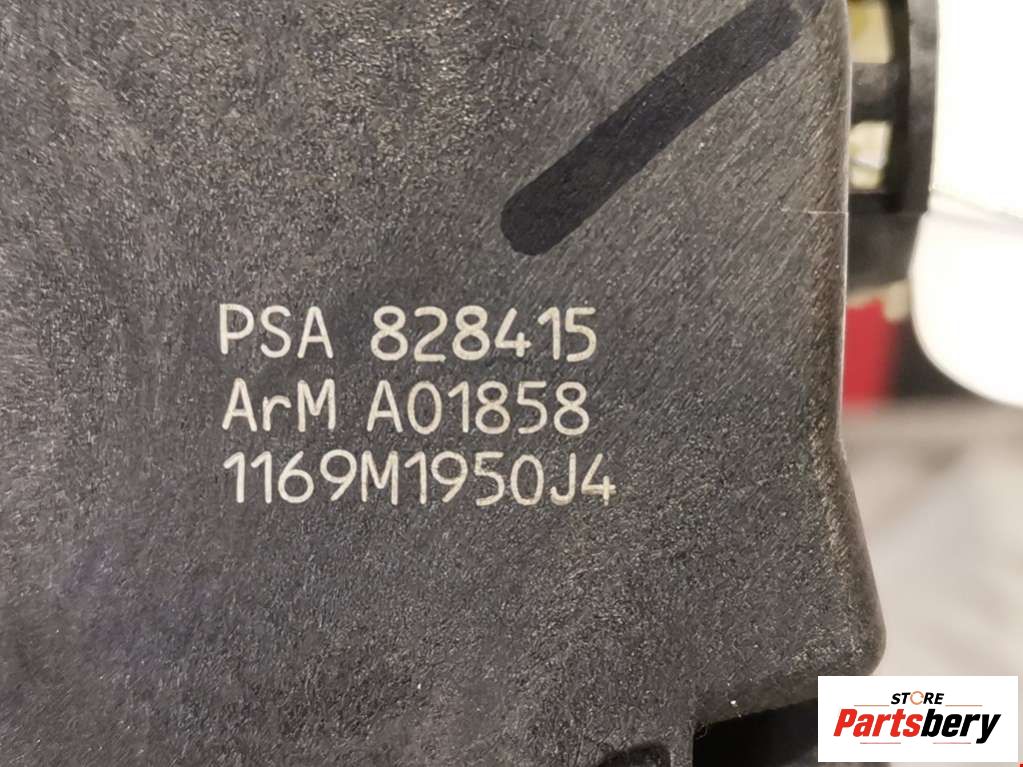 PSA 828415
ArM A01858
1169M1950J4
STORE
Partsbery